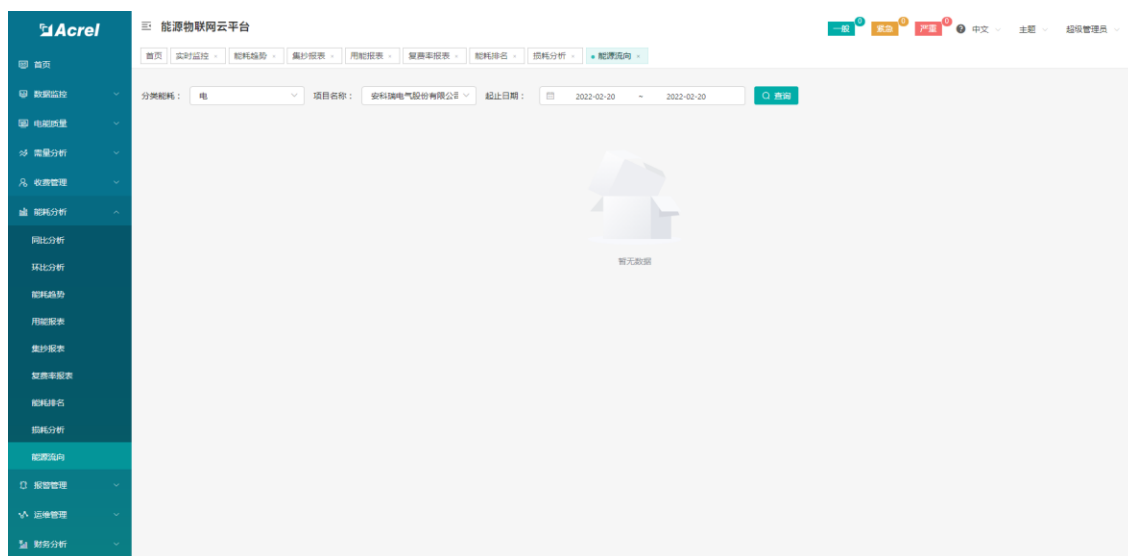 Acrel
能源物联网云平台
一般 0 紧急 0 严重 0 中文 主题 超级管理员
首页 实时监控 能耗趋势 集抄报表 用能报表 复费率报表 能耗排名 损耗分析 能源流向
分类能耗： 电 项目名称： 安科瑞电气股份有限公司 起止日期： 2022-02-20 - 2022-02-20 查询
暂无数据
首页
数据监控
电能质量
需量分析
收费管理
能耗分析
同比分析
环比分析
能耗趋势
用能报表
集抄报表
复费率报表
能耗排名
损耗分析
能源流向
报警管理
运维管理
财务分析